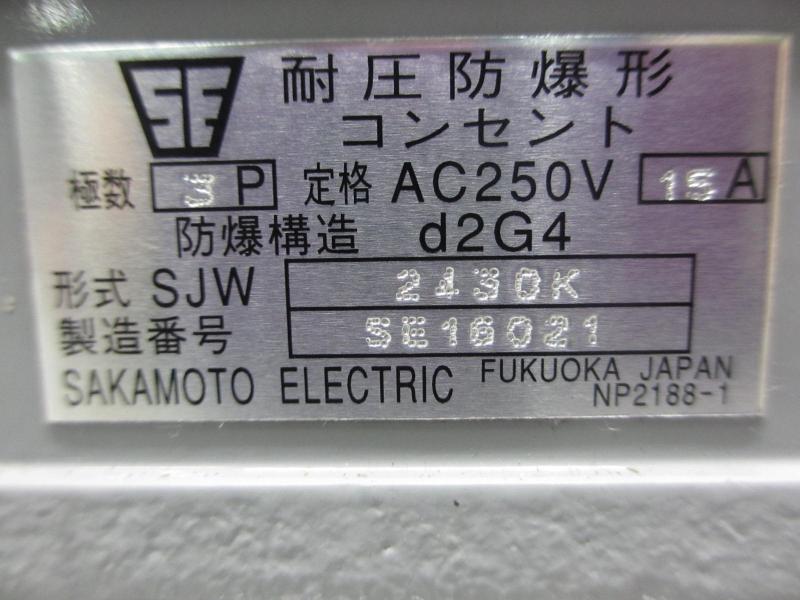 SE 耐圧防爆形
コンセント
極数 3P 定格 AC250V 15A
防爆構造 d2G4
形式 SJW 2430K
製造番号 SE16021
SAKAMOTO ELECTRIC FUKUOKA JAPAN
NP2188-1